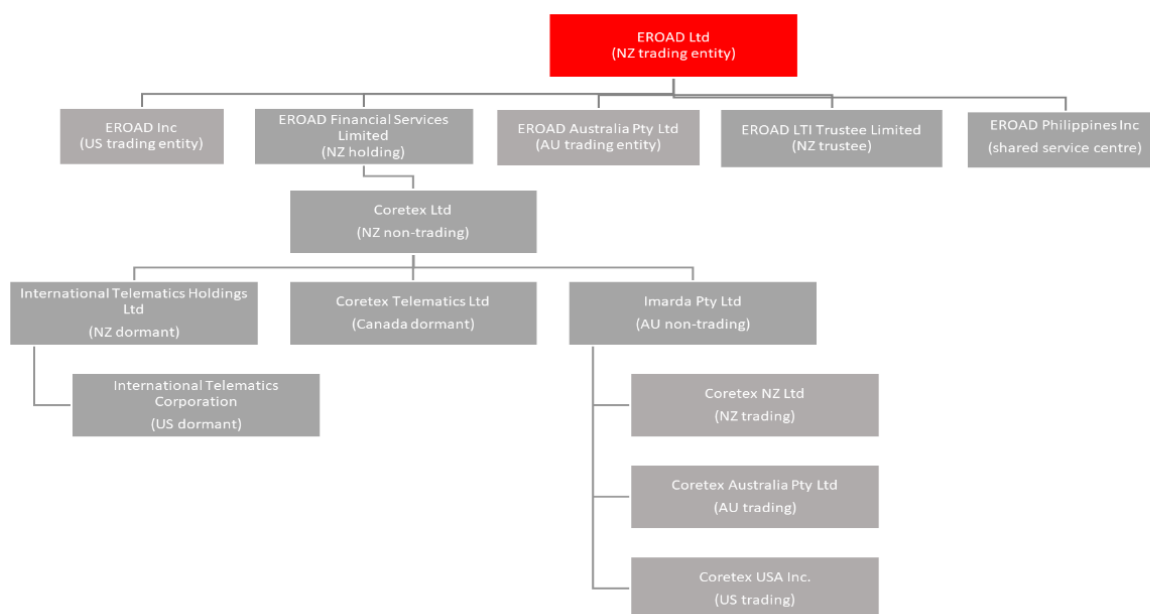 EROAD Ltd
(NZ trading entity)
EROAD Inc
(US trading entity)
EROAD Financial Services
Limited
(NZ holding)
EROAD Australia Pty Ltd
(AU trading entity)
EROAD LTI Trustee Limited
(NZ trustee)
EROAD Philippines Inc
(shared service centre)
Coretex Ltd
(NZ non-trading)
International Telematics Holdings
Ltd
(NZ dormant)
Coretex Telematics Ltd
(Canada dormant)
Imarda Pty Ltd
(AU non-trading)
International Telematics
Corporation
(US dormant)
Coretex NZ Ltd
(NZ trading)
Coretex Australia Pty Ltd
(AU trading)
Coretex USA Inc.
(US trading)